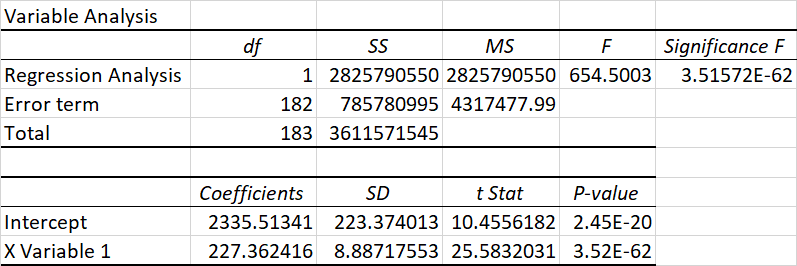 Variable Analysis
df SS MS F Significance F
Regression Analysis 1 2825790550 2825790550 654.5003 3.51572E-62
Error term 182 785780995 4317477.99
Total 183 3611571545
Coefficients SD t Stat P-value
Intercept 2335.51341 223.374013 10.4556182 2.45E-20
X Variable 1 227.362416 8.88717553 25.5832031 3.52E-62